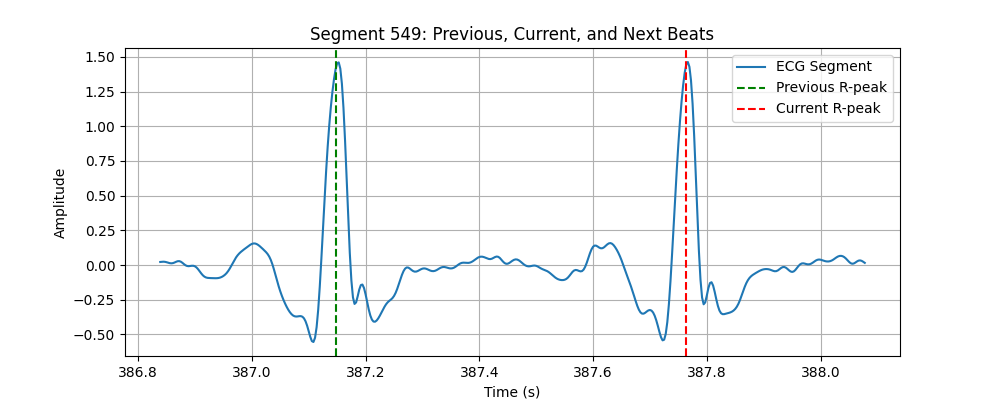 Segment 549: Previous, Current, and Next Beats
1.50
1.25
1.00
0.75
0.50
0.25
0.00
−0.25
−0.50
Amplitude
ECG Segment
Previous R-peak
Current R-peak
386.8 387.0 387.2 387.4 387.6 387.8 388.0
Time (s)